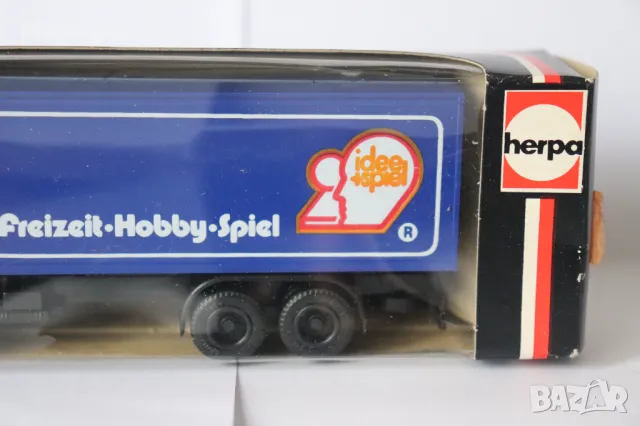 idee
+spiel
Freizeit·Hobby·Spiel
®
herpa
BAZAR